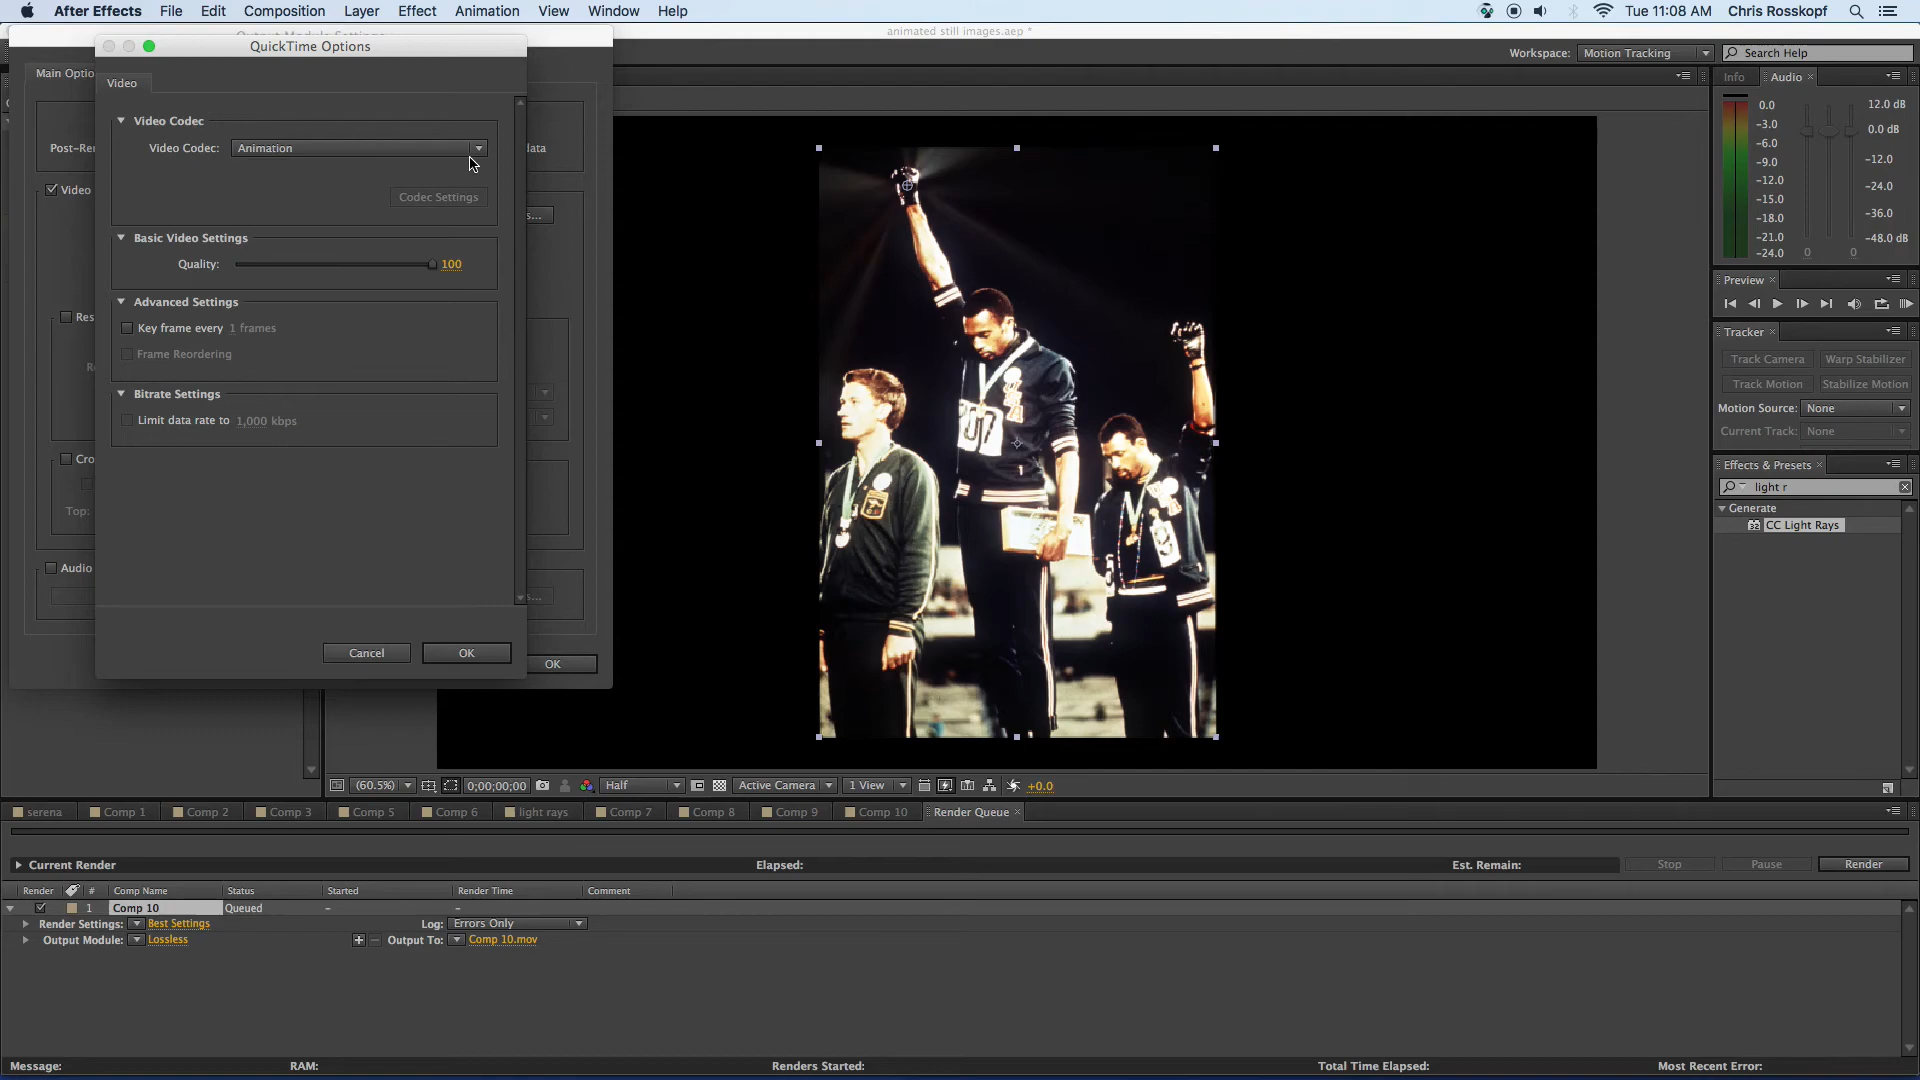 After Effects File Edit Composition Layer Effect Animation View Window Help Tue 11:08 AM Chris Rosskopf
animated still images.aep *
QuickTime Options
Workspace: Motion Tracking Search Help
Main Optio
Video
Info Audio
Video Codec
Post-Ren
Video Codec: Animation
ata
Codec Settings
Video
s...
Basic Video Settings
Quality: 100
Advanced Settings
Key frame every 1 frames
Frame Reordering
Res
R
Bitrate Settings
Limit data rate to 1,000 kbps
Cro
Top:
Audio
s...
Cancel OK
OK
0.0
-3.0
-6.0
-9.0
-12.0
-15.0
-18.0
-21.0
-24.0
12.0 dB
0.0 dB
-12.0
-24.0
-36.0
-48.0 dB
0 0
Preview
Tracker
Track Camera Warp Stabilizer
Track Motion Stabilize Motion
Motion Source: None
Current Track: None
Effects & Presets
light r
Generate
32 CC Light Rays
(60.5%) 0;00;00;00 Half Active Camera 1 View +0.0
serena Comp 1 Comp 2 Comp 3 Comp 5 Comp 6 light rays Comp 7 Comp 8 Comp 9 Comp 10 Render Queue
Current Render Elapsed: Est. Remain: Stop Pause Render
Render # Comp Name Status Started Render Time Comment
1 Comp 10 Queued - -
Render Settings: Best Settings Log: Errors Only
Output Module: Lossless Output To: Comp 10.mov
Message: RAM: Renders Started: Total Time Elapsed: Most Recent Error: